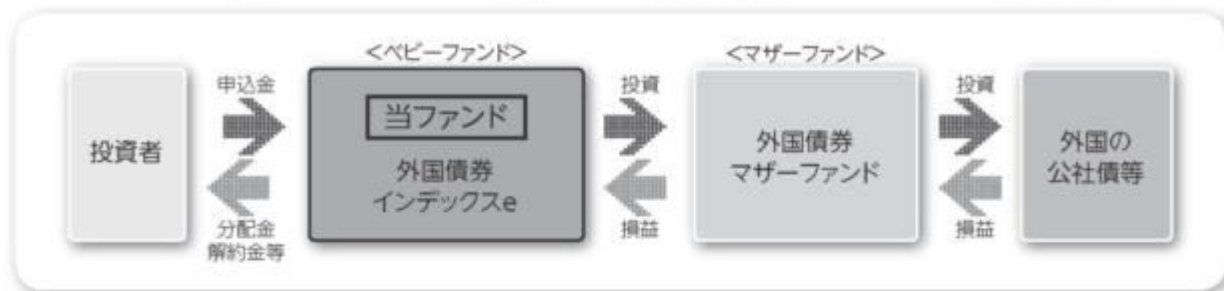 <ベビーファンド>
<マザーファンド>
投資者
申込金
分配金
解約金等
当ファンド
外国債券
インデックスe
投資
損益
外国債券
マザーファンド
投資
損益
外国の
公社債等